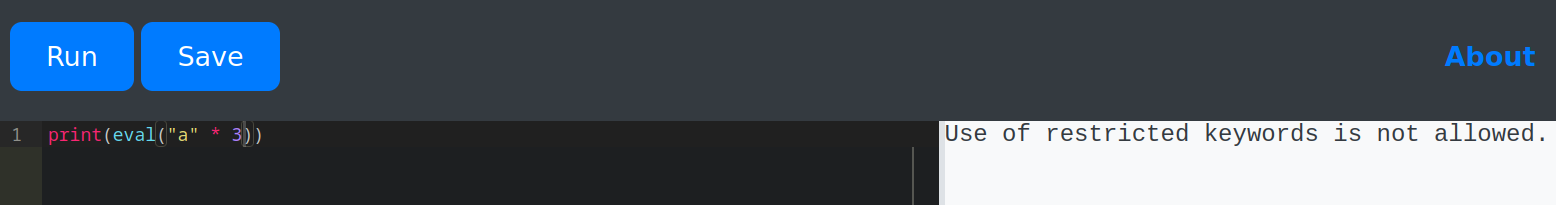 Run Save About
1 print(eval("a" * 3))
Use of restricted keywords is not allowed.